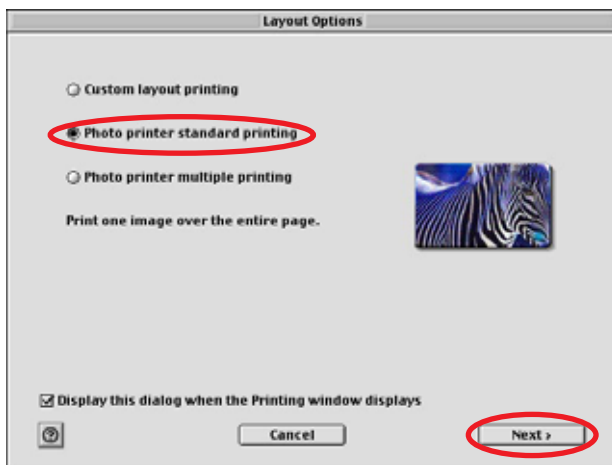 Layout Options
Custom layout printing
Photo printer standard printing
Photo printer multiple printing
Print one image over the entire page.
Display this dialog when the Printing window displays
?
Cancel
Next